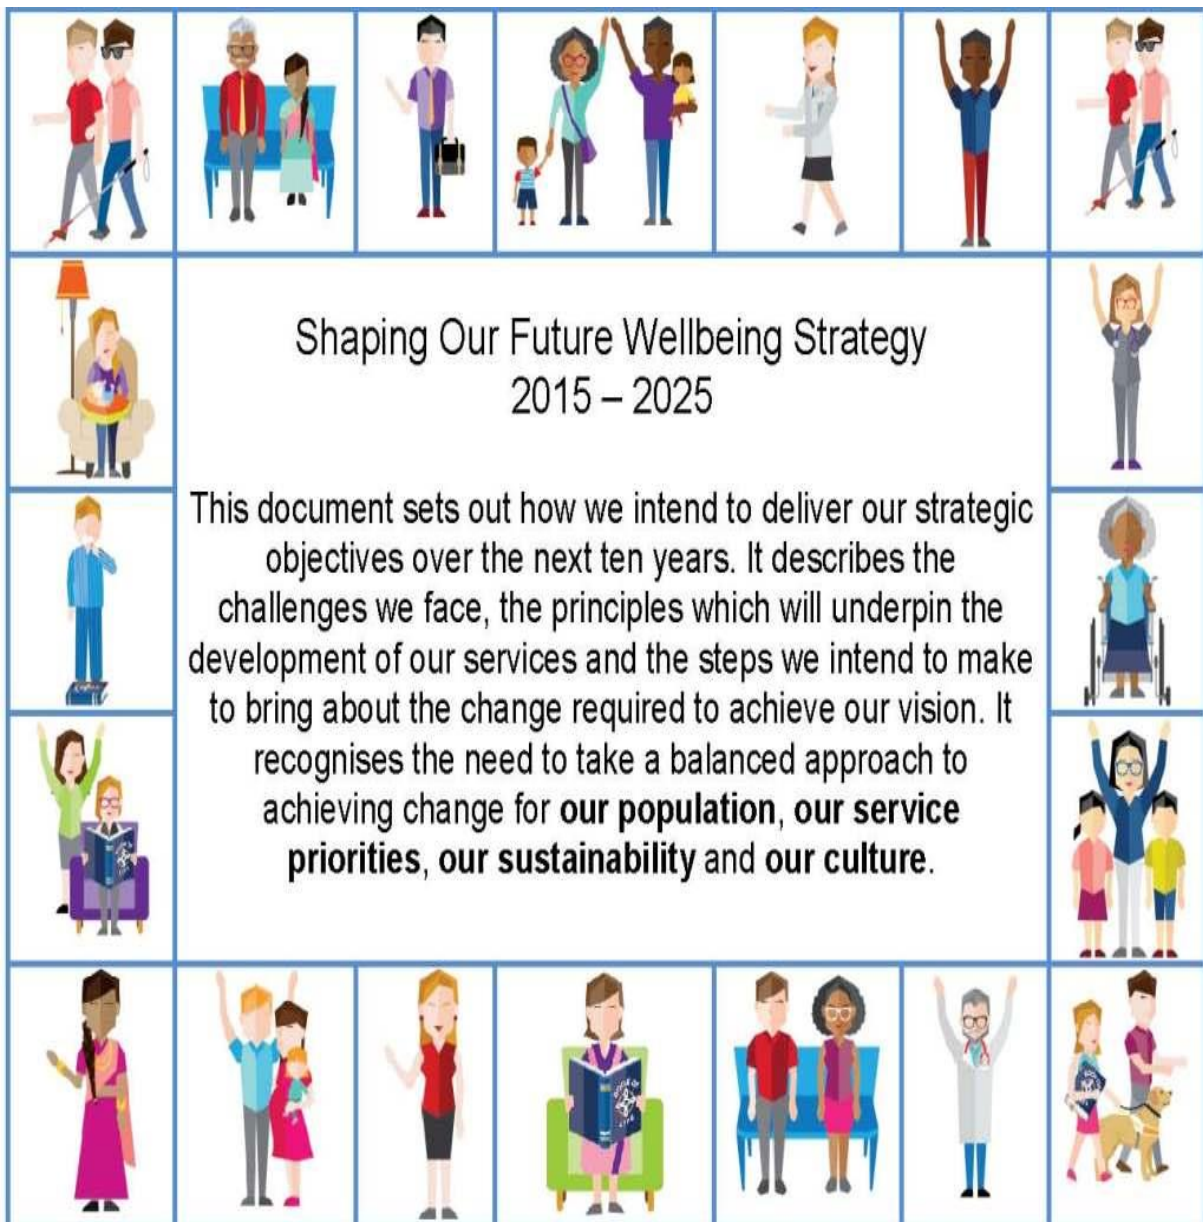 Shaping Our Future Wellbeing Strategy
2015 – 2025
This document sets out how we intend to deliver our strategic
objectives over the next ten years. It describes the
challenges we face, the principles which will underpin the
development of our services and the steps we intend to make
to bring about the change required to achieve our vision. It
recognises the need to take a balanced approach to
achieving change for our population, our service
priorities, our sustainability and our culture.